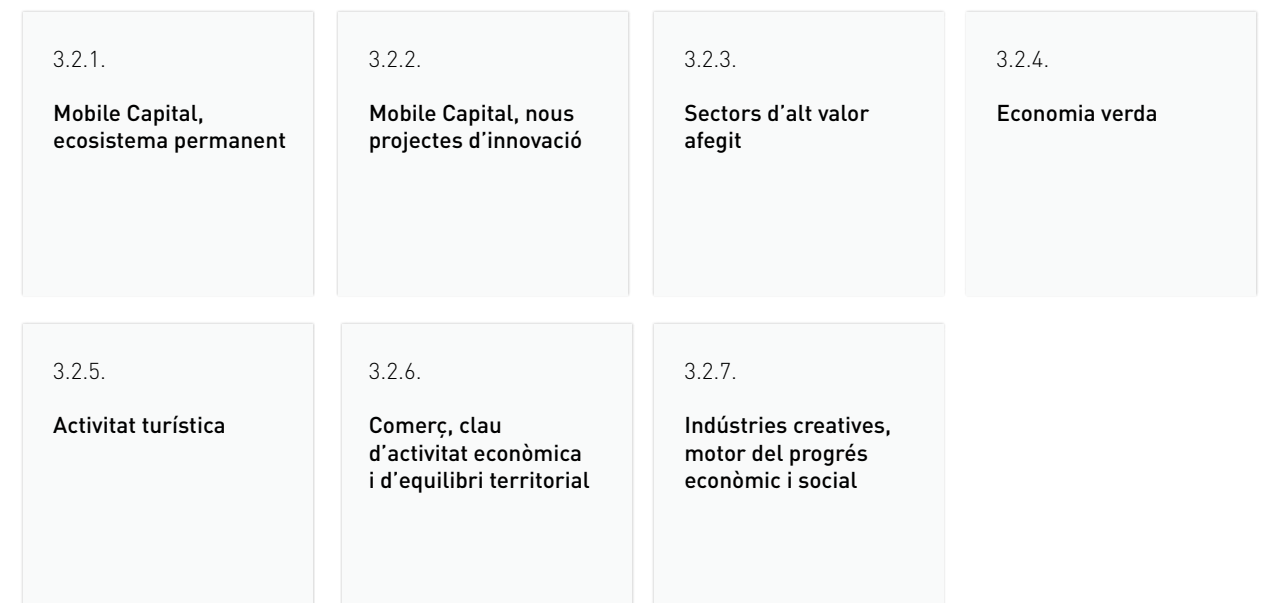 3.2.1.
Mobile Capital,
ecosistema permanent
3.2.2.
Mobile Capital, nous
projectes d’innovació
3.2.3.
Sectors d’alt valor
afegit
3.2.4.
Economia verda
3.2.5.
Activitat turística
3.2.6.
Comerç, clau
d’activitat econòmica
i d’equilibri territorial
3.2.7.
Indústries creatives,
motor del progrés
econòmic i social